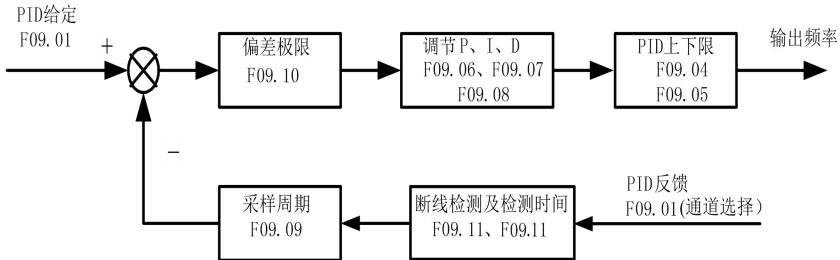 PID给定
F09.01
+
偏差极限
F09.10
调节P、I、D
F09.06、F09.07
F09.08
PID上下限
F09.04
F09.05
输出频率
－
采样周期
F09.09
断线检测及检测时间
F09.11、F09.11
PID反馈
F09.01(通道选择)